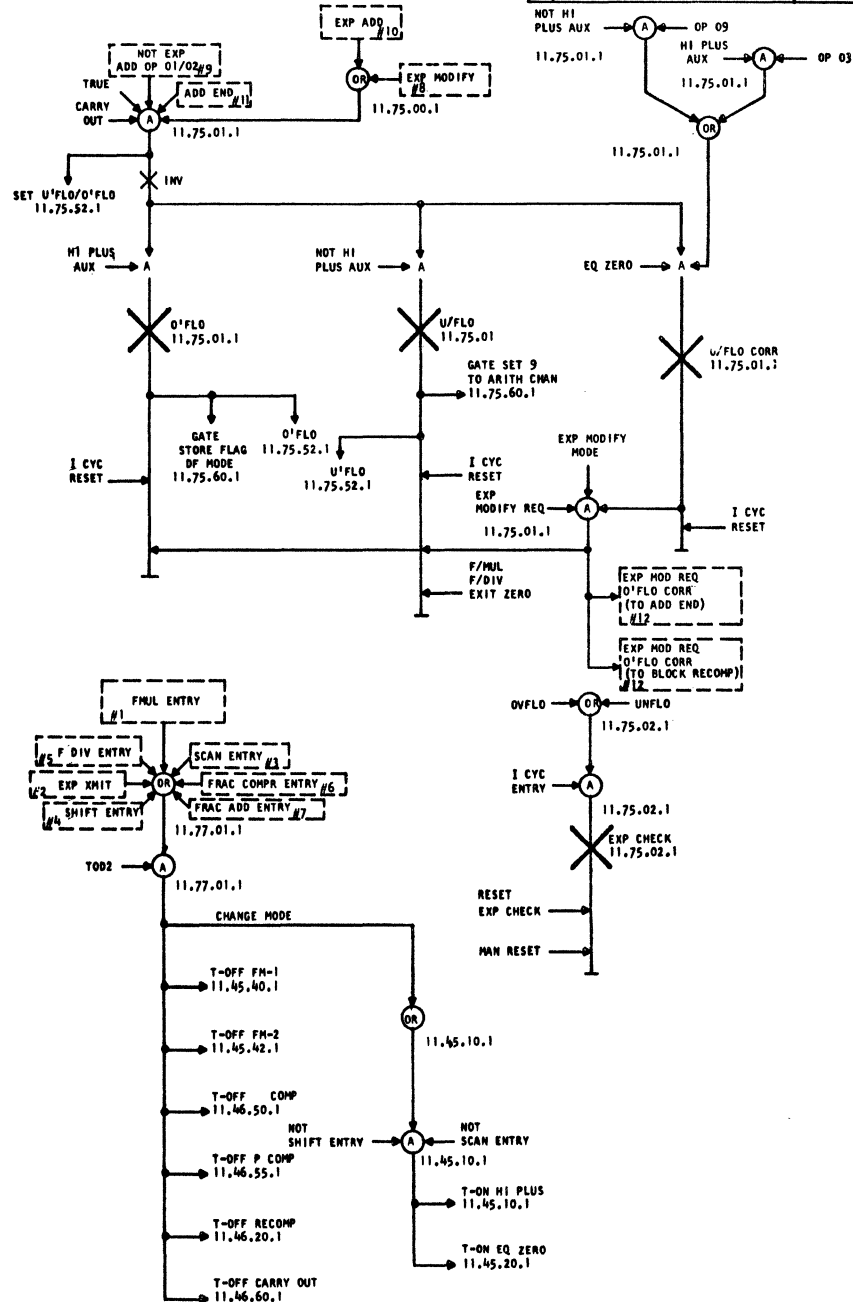 NOT HI
PLUS AUX
A
OP 09
11.75.01.1
HI PLUS
AUX
A
OP 03
11.75.01.1
OR
11.75.01.1
EXP ADD
#10
OR
EXP MODIFY
#8
11.75.00.1
NOT EXP
ADD OP 01/02 #9
TRUE
ADD END #11
CARRY
OUT
A
11.75.01.1
SET U'FLO/O'FLO
11.75.52.1
INV
HI PLUS
AUX
A
NOT HI
PLUS AUX
A
EQ ZERO
A
O'FLO
11.75.01.1
U/FLO
11.75.01
U/FLO CORR
11.75.01.1
GATE SET 9
TO ARITH CHAN
11.75.60.1
GATE
STORE FLAG
DF MODE
11.75.60.1
O'FLO
11.75.52.1
U'FLO
11.75.52.1
EXP MODIFY
MODE
I CYC
RESET
I CYC
RESET
EXP
MODIFY REQ
A
11.75.01.1
I CYC
RESET
F/MUL
F/DIV
EXIT ZERO
EXP MOD REQ
O'FLO CORR
(TO ADD END)
#12
EXP MOD REQ
O'FLO CORR
(TO BLOCK RECOMP)
#12
OVFLO
OR
UNFLO
11.75.02.1
I CYC
ENTRY
A
11.75.02.1
EXP CHECK
11.75.02.1
RESET
EXP CHECK
MAN RESET
FMUL ENTRY
#1
#5 F DIV ENTRY
SCAN ENTRY #3
#2 EXP XMIT
OR
FRAC COMPR ENTRY #6
#4 SHIFT ENTRY
FRAC ADD ENTRY #7
11.77.01.1
TOD2
A
11.77.01.1
CHANGE MODE
T-OFF FM-1
11.45.40.1
OR
11.45.10.1
T-OFF FM-2
11.45.42.1
T-OFF COMP
11.46.50.1
NOT
SHIFT ENTRY
A
NOT
SCAN ENTRY
11.45.10.1
T-OFF P COMP
11.46.55.1
T-ON HI PLUS
11.45.10.1
T-OFF RECOMP
11.46.20.1
T-ON EQ ZERO
11.45.20.1
T-OFF CARRY OUT
11.46.60.1